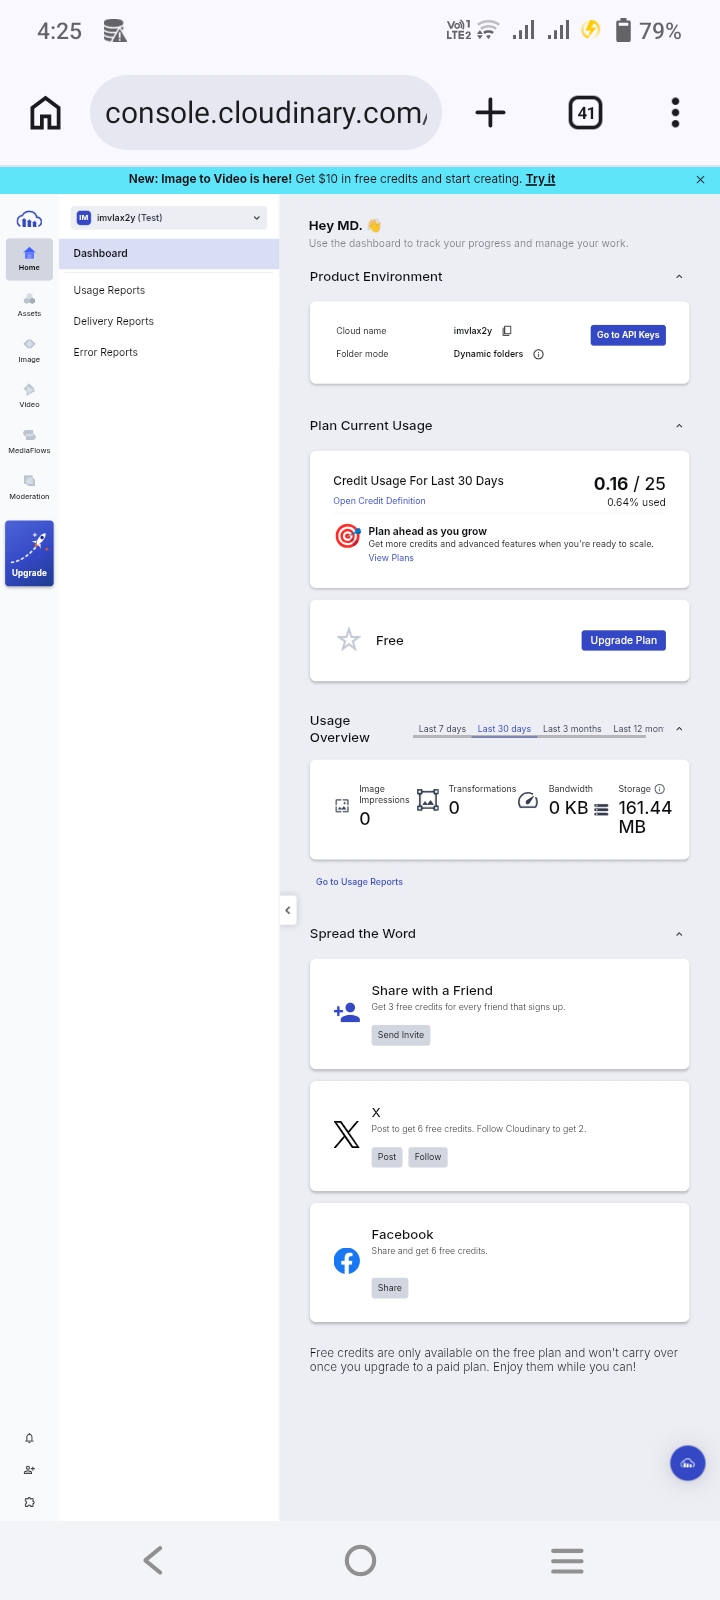 4:25
Vo)) 1
LTE2
79%
console.cloudinary.com/
41
New: Image to Video is here! Get $10 in free credits and start creating. Try it
IM imvlax2y (Test)
Home
Assets
Image
Video
MediaFlows
Moderation
Upgrade
Dashboard
Usage Reports
Delivery Reports
Error Reports
Hey MD. 👋
Use the dashboard to track your progress and manage your work.
Product Environment
Cloud name imvlax2y
Go to API Keys
Folder mode Dynamic folders
Plan Current Usage
Credit Usage For Last 30 Days
0.16 / 25
Open Credit Definition
0.64% used
Plan ahead as you grow
Get more credits and advanced features when you're ready to scale.
View Plans
Free
Upgrade Plan
Usage
Overview
Last 7 days Last 30 days Last 3 months Last 12 mon
Image
Impressions
0
Transformations
0
Bandwidth
0 KB
Storage
161.44
MB
Go to Usage Reports
Spread the Word
Share with a Friend
Get 3 free credits for every friend that signs up.
Send Invite
X
Post to get 6 free credits. Follow Cloudinary to get 2.
Post Follow
Facebook
Share and get 6 free credits.
Share
Free credits are only available on the free plan and won't carry over
once you upgrade to a paid plan. Enjoy them while you can!